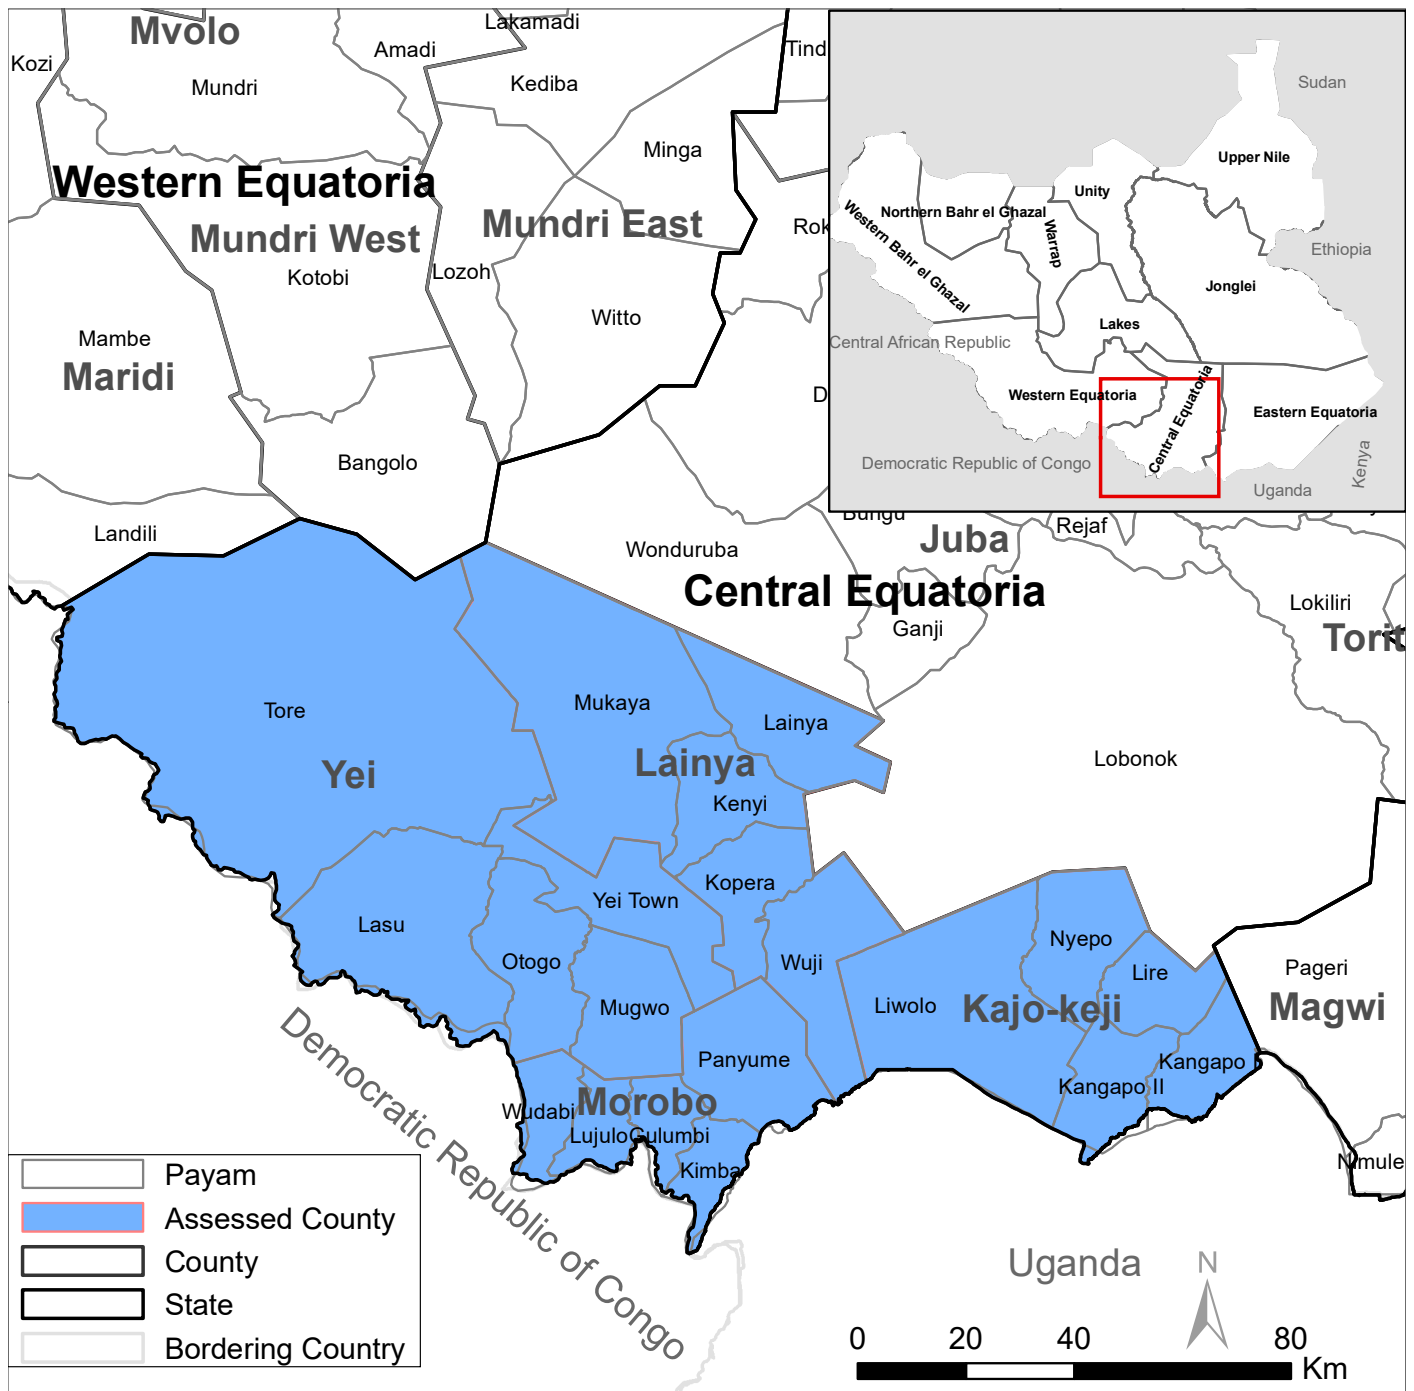 Mvolo
Lakamadi
Amadi
Kozi
Mundri
Kediba
Tind
Minga
Western Equatoria
Mundri West
Mundri East
Rok
Kotobi
Lozoh
Witto
Mambe
Maridi
D
Bangolo
Landili
Wonduruba
Bungu
Juba
Rejaf
Central Equatoria
Ganji
Lokiliri
Torit
Tore
Mukaya
Lainya
Yei
Lainya
Kenyi
Lobonok
Kopera
Yei Town
Lasu
Otogo
Wuji
Nyepo
Lire
Pageri
Magwi
Mugwo
Liwolo
Kajo-keji
Panyume
Kangapo
Kangapo II
Wudabi
Morobo
Lujulo
Gulumbi
Kimba
Nimule
Democratic Republic of Congo
Uganda
Sudan
Upper Nile
Unity
Northern Bahr el Ghazal
Western Bahr el Ghazal
Warrap
Ethiopia
Jonglei
Lakes
Central African Republic
Western Equatoria
Central Equatoria
Eastern Equatoria
Democratic Republic of Congo
Uganda
Kenya
Payam
Assessed County
County
State
Bordering Country
N
0 20 40 80
Km